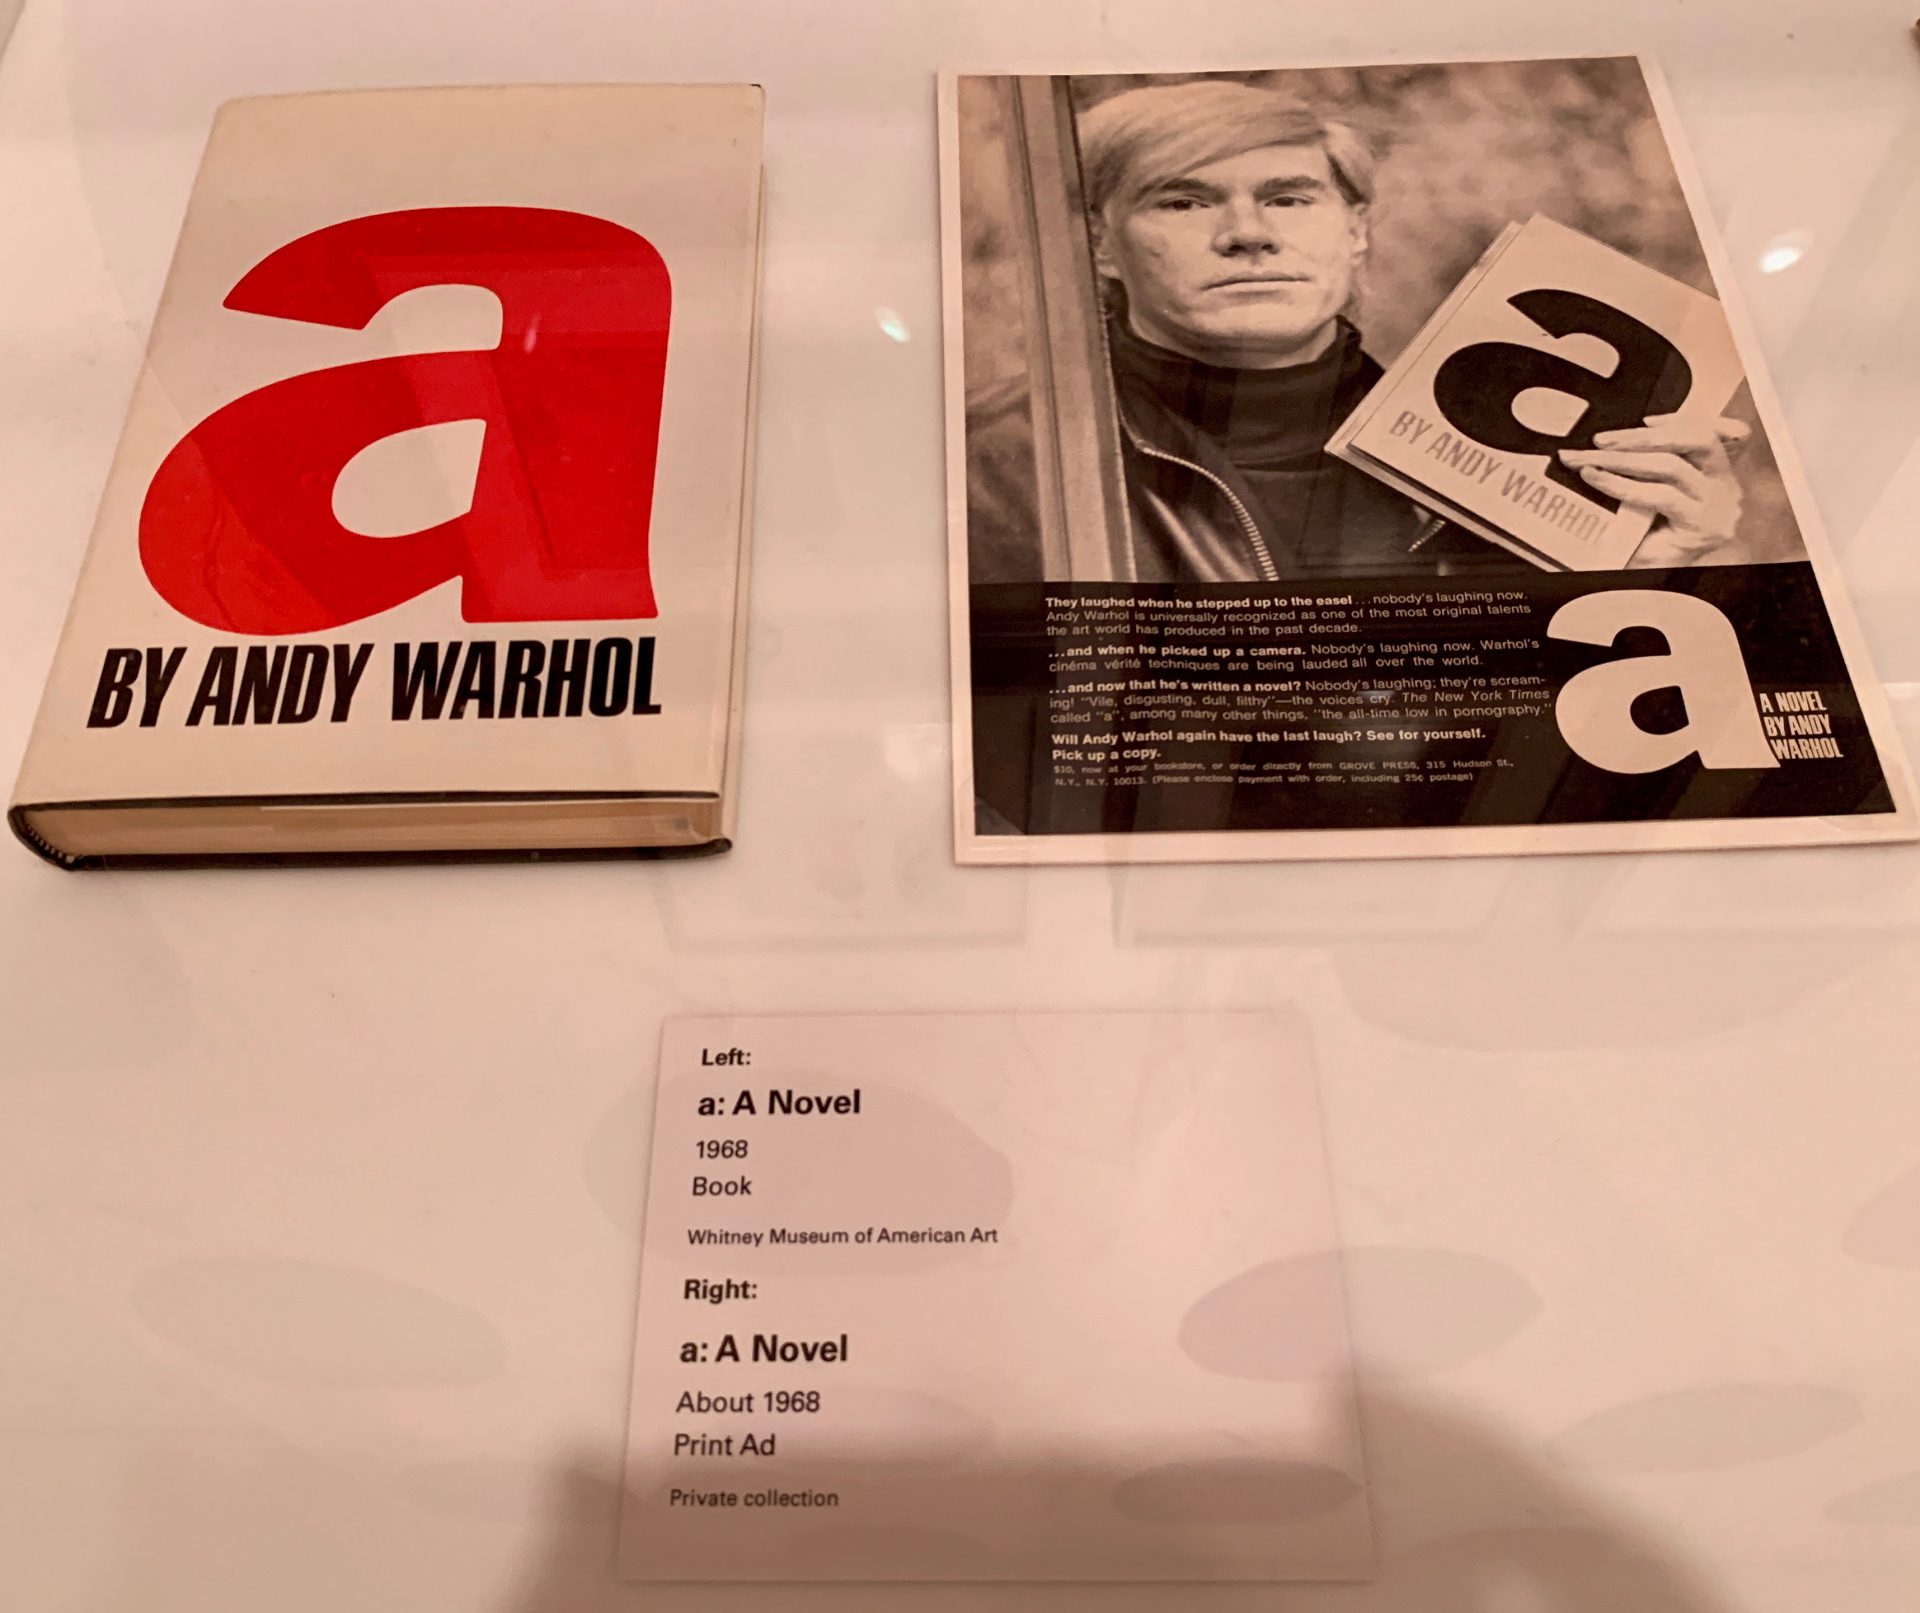 a
BY ANDY WARHOL
a
BY ANDY WARHOL
They laughed when he stepped up to the easel...nobody's laughing now.
Andy Warhol is universally recognized as one of the most original talents
the art world has produced in the past decade.
...and when he picked up a camera. Nobody's laughing now. Warhol's
cinéma vérité techniques are being lauded all over the world.
...and now that he's written a novel? Nobody's laughing; they're scream-
ing! "Vile, disgusting, dull, filthy"—the voices cry. The New York Times
called "a", among many other things, "the all-time low in pornography."
Will Andy Warhol again have the last laugh? See for yourself.
Pick up a copy.
$10, now at your bookstore, or order directly from GROVE PRESS, 315 Hudson St.,
N.Y., N.Y. 10013. (Please enclose payment with order, including 25¢ postage)
a
A NOVEL
BY ANDY
WARHOL
Left:
a: A Novel
1968
Book
Whitney Museum of American Art
Right:
a: A Novel
About 1968
Print Ad
Private collection